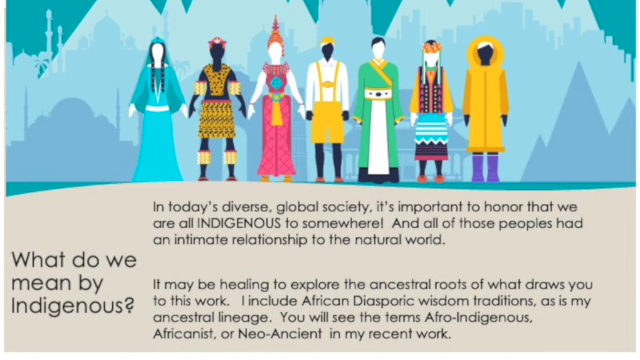 What do we
mean by
Indigenous?
In today's diverse, global society, it's important to honor that we
are all INDIGENOUS to somewhere! And all of those peoples had
an intimate relationship to the natural world.
It may be healing to explore the ancestral roots of what draws you
to this work. I include African Diasporic wisdom traditions, as is my
ancestral lineage. You will see the terms Afro-Indigenous,
Africanist, or Neo-Ancient in my recent work.